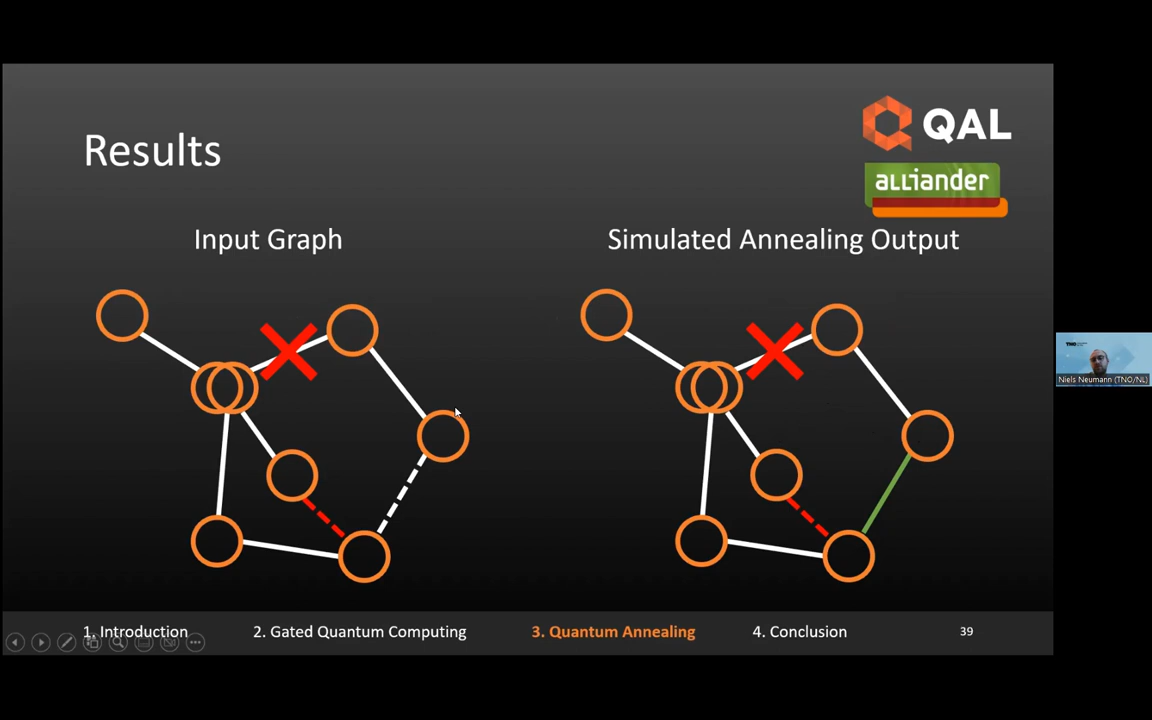 Results
QAL
alliander
Input Graph
Simulated Annealing Output
Niels Neumann (TNO/NL)
1. Introduction
2. Gated Quantum Computing
3. Quantum Annealing
4. Conclusion
39